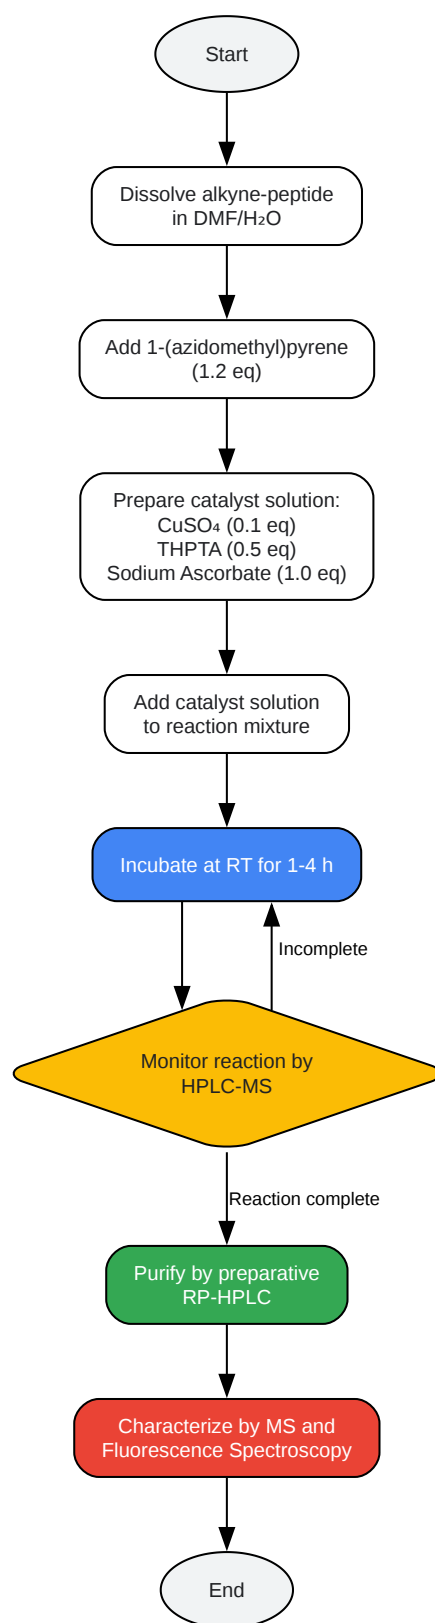 Start
Dissolve alkyne-peptide
in DMF/H₂O
Add 1-(azidomethyl)pyrene
(1.2 eq)
Prepare catalyst solution:
CuSO₄ (0.1 eq)
THPTA (0.5 eq)
Sodium Ascorbate (1.0 eq)
Add catalyst solution
to reaction mixture
Incubate at RT for 1-4 h
Incomplete
Monitor reaction by
HPLC-MS
Reaction complete
Purify by preparative
RP-HPLC
Characterize by MS and
Fluorescence Spectroscopy
End